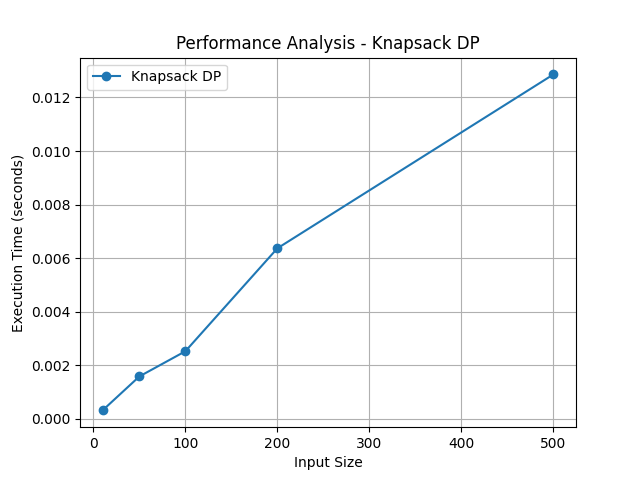 Performance Analysis - Knapsack DP
Knapsack DP
Execution Time (seconds)
0.012
0.010
0.008
0.006
0.004
0.002
0.000
0 100 200 300 400 500
Input Size